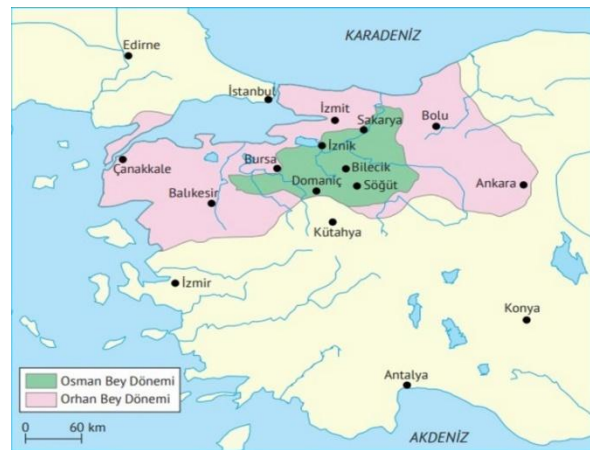 KARADENİZ
Edirne
İstanbul
İzmit
Sakarya
Bolu
İznik
Çanakkale
Bursa
Bilecik
Balıkesir
Domaniç
Söğüt
Ankara
Kütahya
İzmir
Konya
Antalya
Osman Bey Dönemi
Orhan Bey Dönemi
0 60 km
AKDENİZ